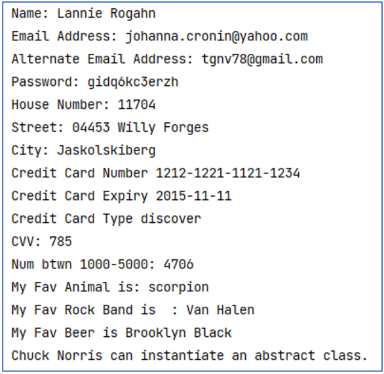 Name: Lannie Rogahn
Email Address: johanna.cronin@yahoo.com
Alternate Email Address: tgnv78@gmail.com
Password: gidq6kc3erzh
House Number: 11704
Street: 04453 Willy Forges
City: Jaskolskiberg
Credit Card Number 1212-1221-1121-1234
Credit Card Expiry 2015-11-11
Credit Card Type discover
CVV: 785
Num btwn 1000-5000: 4706
My Fav Animal is: scorpion
My Fav Rock Band is  : Van Halen
My Fav Beer is Brooklyn Black
Chuck Norris can instantiate an abstract class.